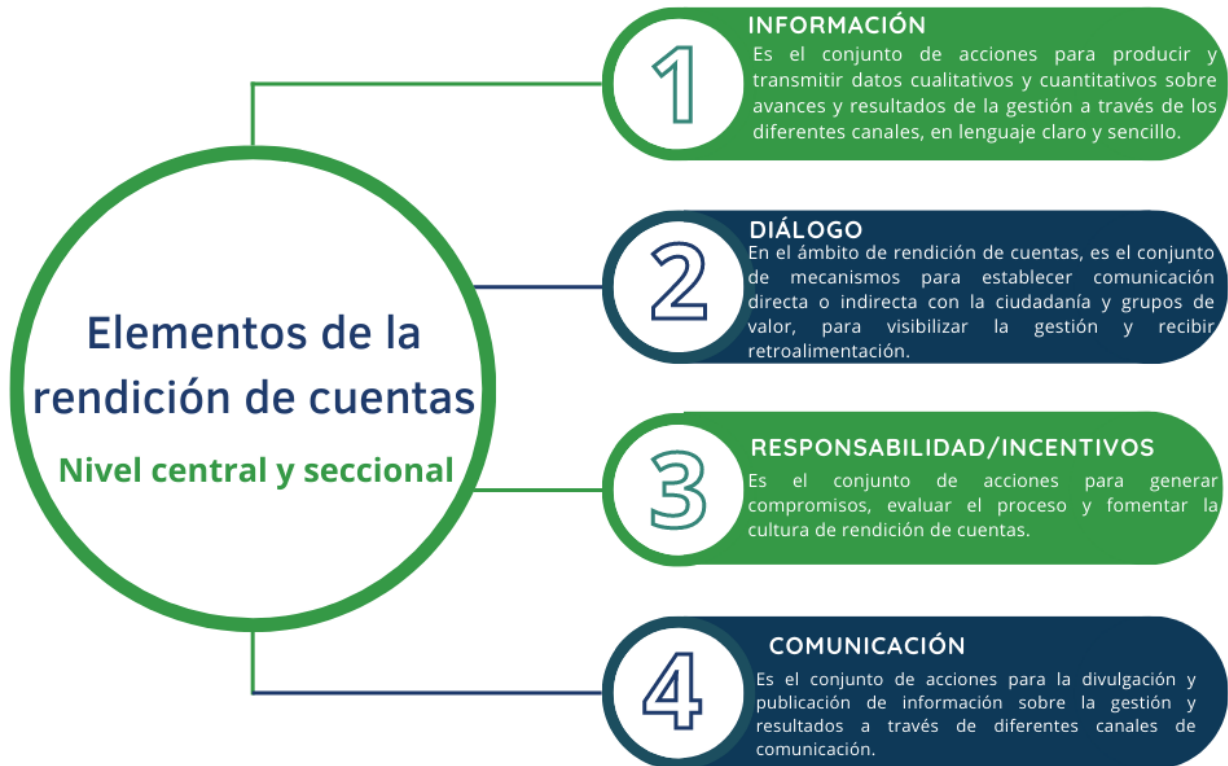 Elementos de la
rendición de cuentas
Nivel central y seccional
1
INFORMACIÓN
Es el conjunto de acciones para producir y
transmitir datos cualitativos y cuantitativos sobre
avances y resultados de la gestión a través de los
diferentes canales, en lenguaje claro y sencillo.
2
DIÁLOGO
En el ámbito de rendición de cuentas, es el conjunto
de mecanismos para establecer comunicación
directa o indirecta con la ciudadanía y grupos de
valor, para visibilizar la gestión y recibir
retroalimentación.
3
RESPONSABILIDAD/INCENTIVOS
Es el conjunto de acciones para generar
compromisos, evaluar el proceso y fomentar la
cultura de rendición de cuentas.
4
COMUNICACIÓN
Es el conjunto de acciones para la divulgación y
publicación de información sobre la gestión y
resultados a través de diferentes canales de
comunicación.